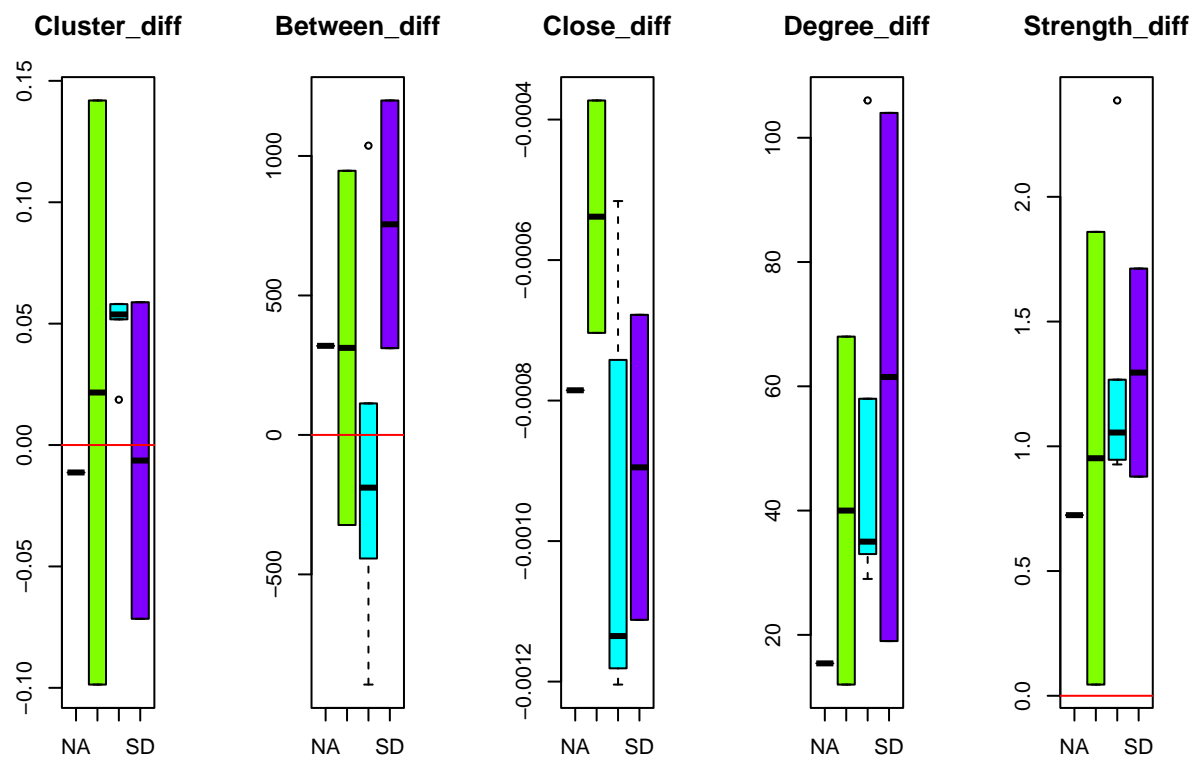 Cluster_diff
0.15
0.10
0.05
0.00
−0.05
−0.10
NA SD
Between_diff
1000
500
0
−500
NA SD
Close_diff
−0.0004
−0.0006
−0.0008
−0.0010
−0.0012
NA SD
Degree_diff
100
80
60
40
20
NA SD
Strength_diff
2.0
1.5
1.0
0.5
0.0
NA SD